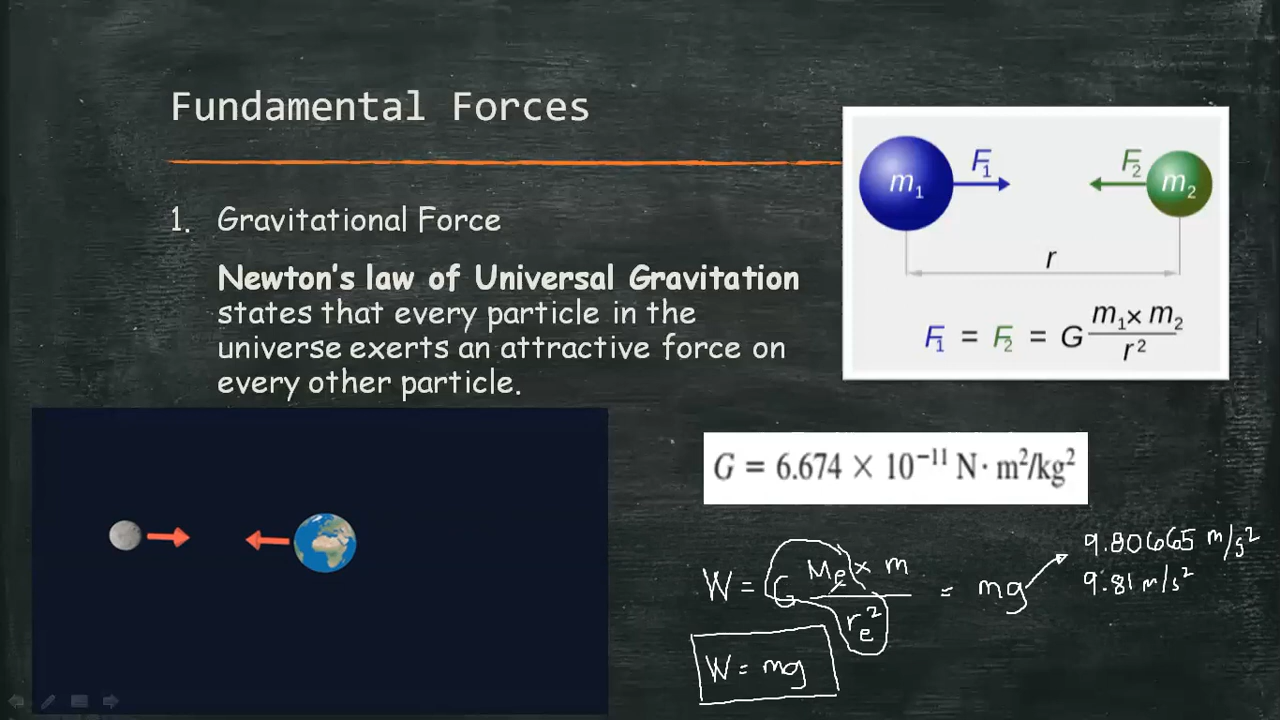 Fundamental Forces
1. Gravitational Force
Newton's law of Universal Gravitation
states that every particle in the
universe exerts an attractive force on
every other particle.
m₁ F₁ F₂ m₂
r
F₁ = F₂ = G m₁× m₂ / r²
G = 6.674 × 10⁻¹¹ N · m²/kg²
W = G Me × m / re² = mg
9.80665 m/s²
9.81 m/s²
W = mg